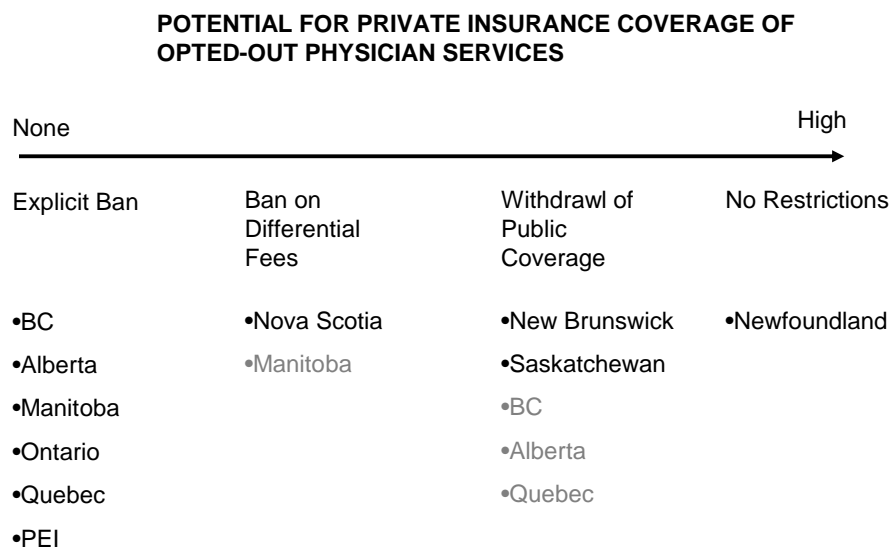 POTENTIAL FOR PRIVATE INSURANCE COVERAGE OF
OPTED-OUT PHYSICIAN SERVICES
None
High
Explicit Ban
Ban on
Differential
Fees
Withdrawl of
Public
Coverage
No Restrictions
•BC
•Alberta
•Manitoba
•Ontario
•Quebec
•PEI
•Nova Scotia
•Manitoba
•New Brunswick
•Saskatchewan
•BC
•Alberta
•Quebec
•Newfoundland